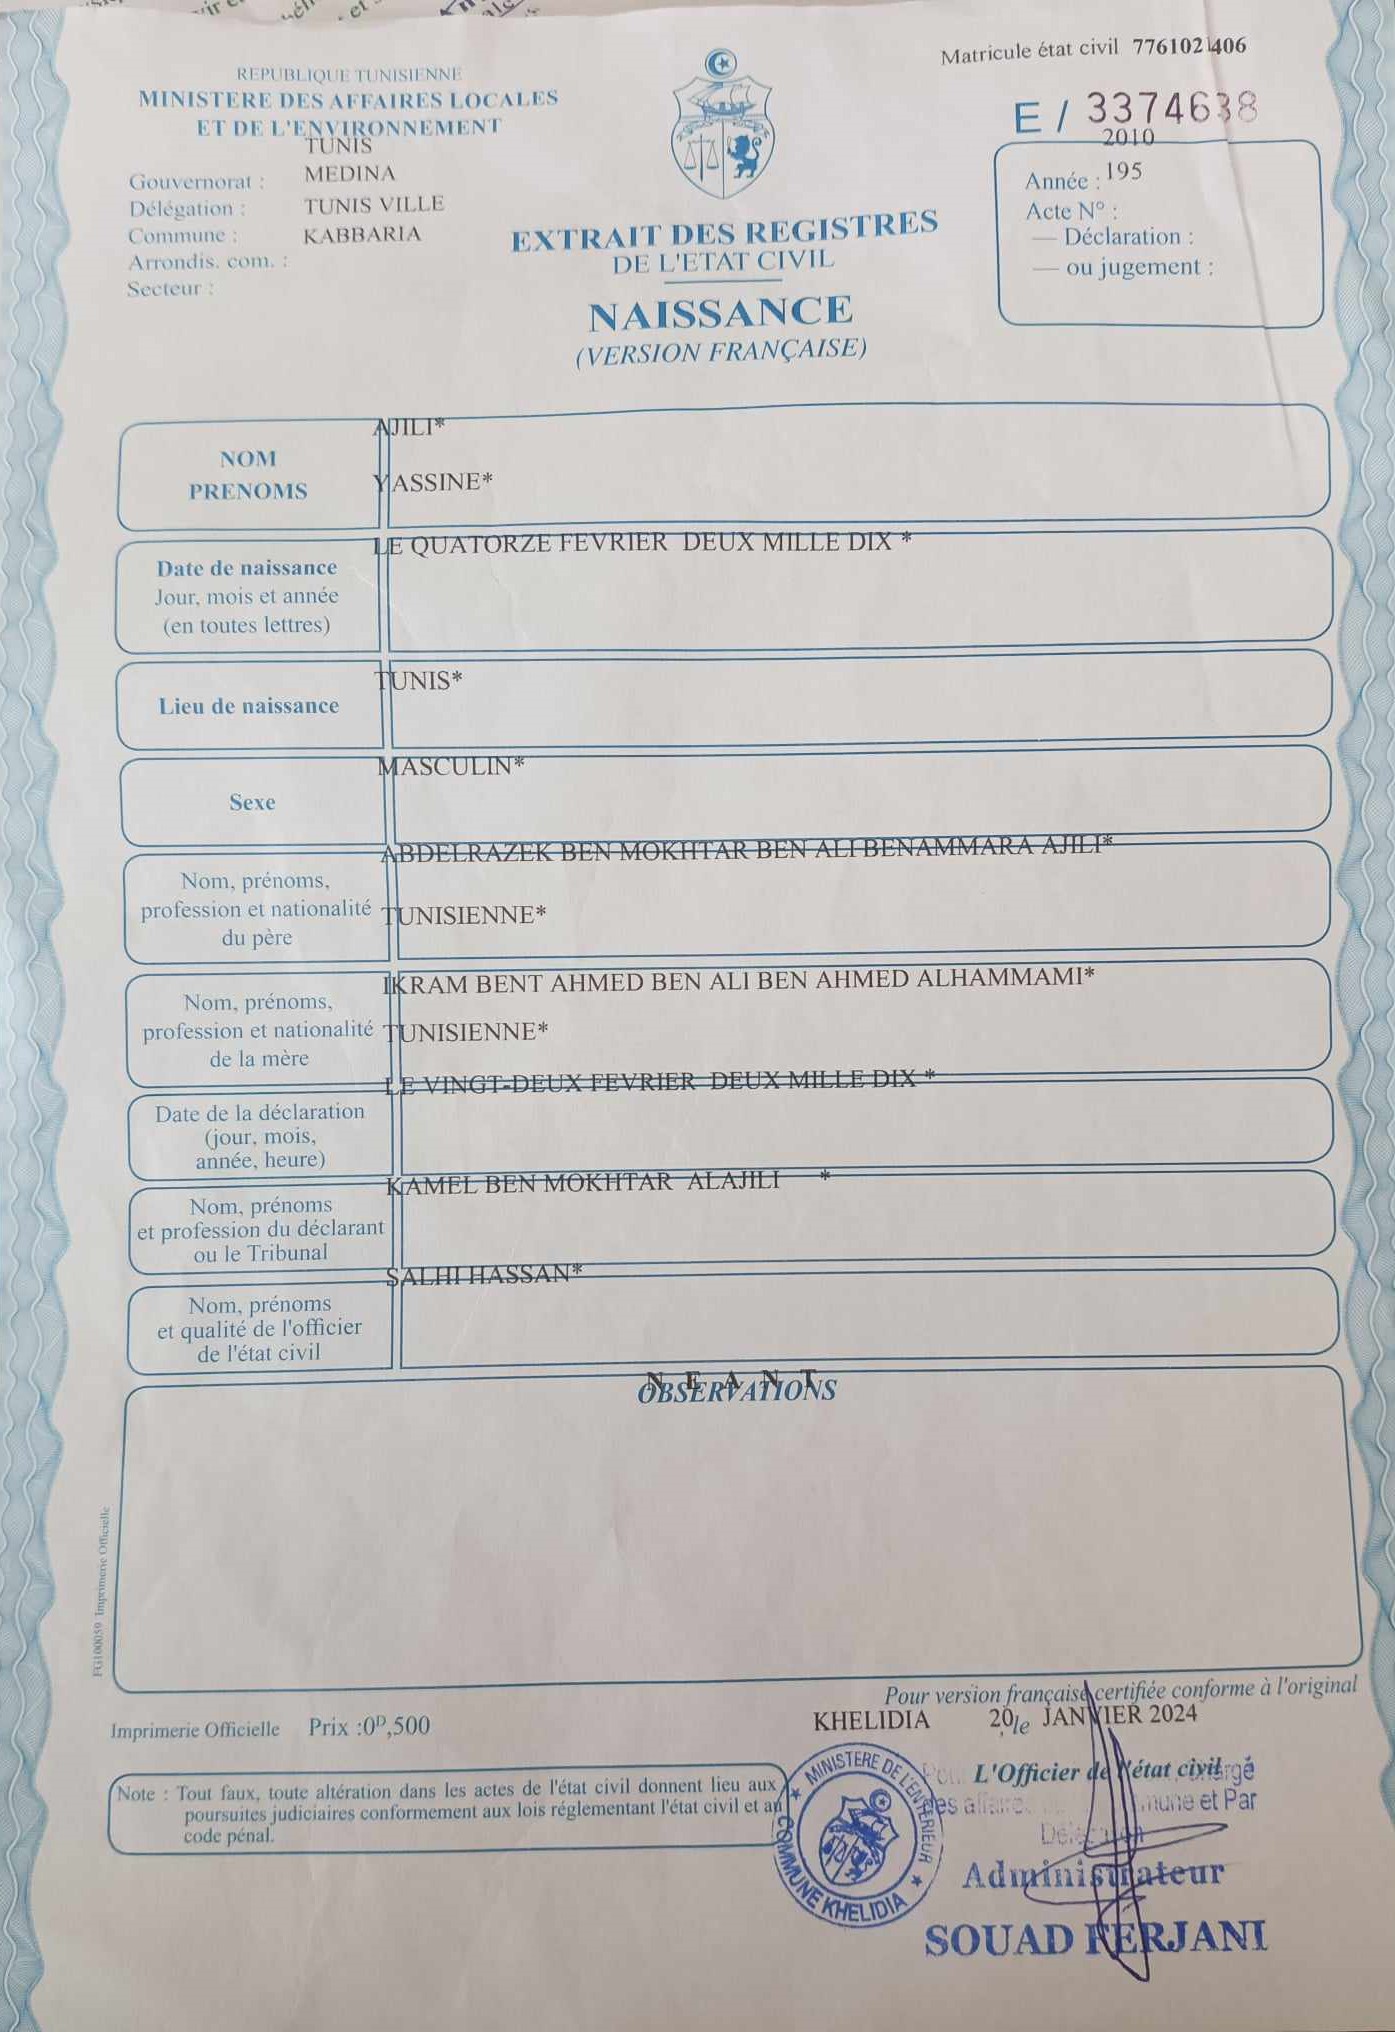 Matricule état civil 776102406
REPUBLIQUE TUNISIENNE
MINISTERE DES AFFAIRES LOCALES
ET DE L'ENVIRONNEMENT
E / 3374638
2010
TUNIS
Gouvernorat : MEDINA
Délégation : TUNIS VILLE
Commune : KABBARIA
Arrondis. com. :
Secteur :
Année : 195
Acte N° :
— Déclaration :
— ou jugement :
EXTRAIT DES REGISTRES
DE L'ETAT CIVIL
NAISSANCE
(VERSION FRANÇAISE)
NOM
PRENOMS
AJILI*
YASSINE*
Date de naissance
Jour, mois et année
(en toutes lettres)
LE QUATORZE FEVRIER DEUX MILLE DIX *
Lieu de naissance
TUNIS*
Sexe
MASCULIN*
Nom, prénoms,
profession et nationalité
du père
ABDELRAZEK BEN MOKHTAR BEN ALI BENAMMARA AJILI*
TUNISIENNE*
Nom, prénoms,
profession et nationalité
de la mère
IKRAM BENT AHMED BEN ALI BEN AHMED ALHAMMAMI*
TUNISIENNE*
Date de la déclaration
(jour, mois,
année, heure)
LE VINGT-DEUX FEVRIER DEUX MILLE DIX *
Nom, prénoms
et profession du déclarant
ou le Tribunal
KAMEL BEN MOKHTAR ALAJILI *
Nom, prénoms
et qualité de l'officier
de l'état civil
SALHI HASSAN*
N E A N T
OBSERVATIONS
FG100059 Imprimerie Officielle
Pour version française certifiée conforme à l'original
Imprimerie Officielle Prix :0ᴰ,500
KHELIDIA 20 le JANVIER 2024
L'Officier de l'état civil
Note : Tout faux, toute altération dans les actes de l'état civil donnent lieu aux
poursuites judiciaires conformement aux lois réglementant l'état civil et au
code pénal.
MINISTERE DE L'ENTERIEUR
COMMUNE KHELIDIA
et Par
Administrateur
SOUAD FERJANI